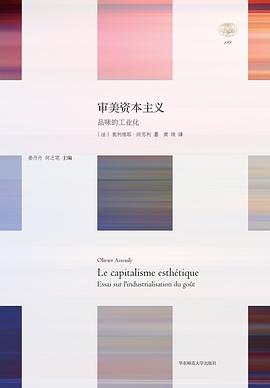 审美资本主义
品味的工业化
〔法〕奥利维耶·阿苏利 著 黄琰 译
姜丹丹 何乏笔 主编
Olivier Assouly
Le capitalisme esthétique
Essai sur l'industrialisation du goût
华东师范大学出版社